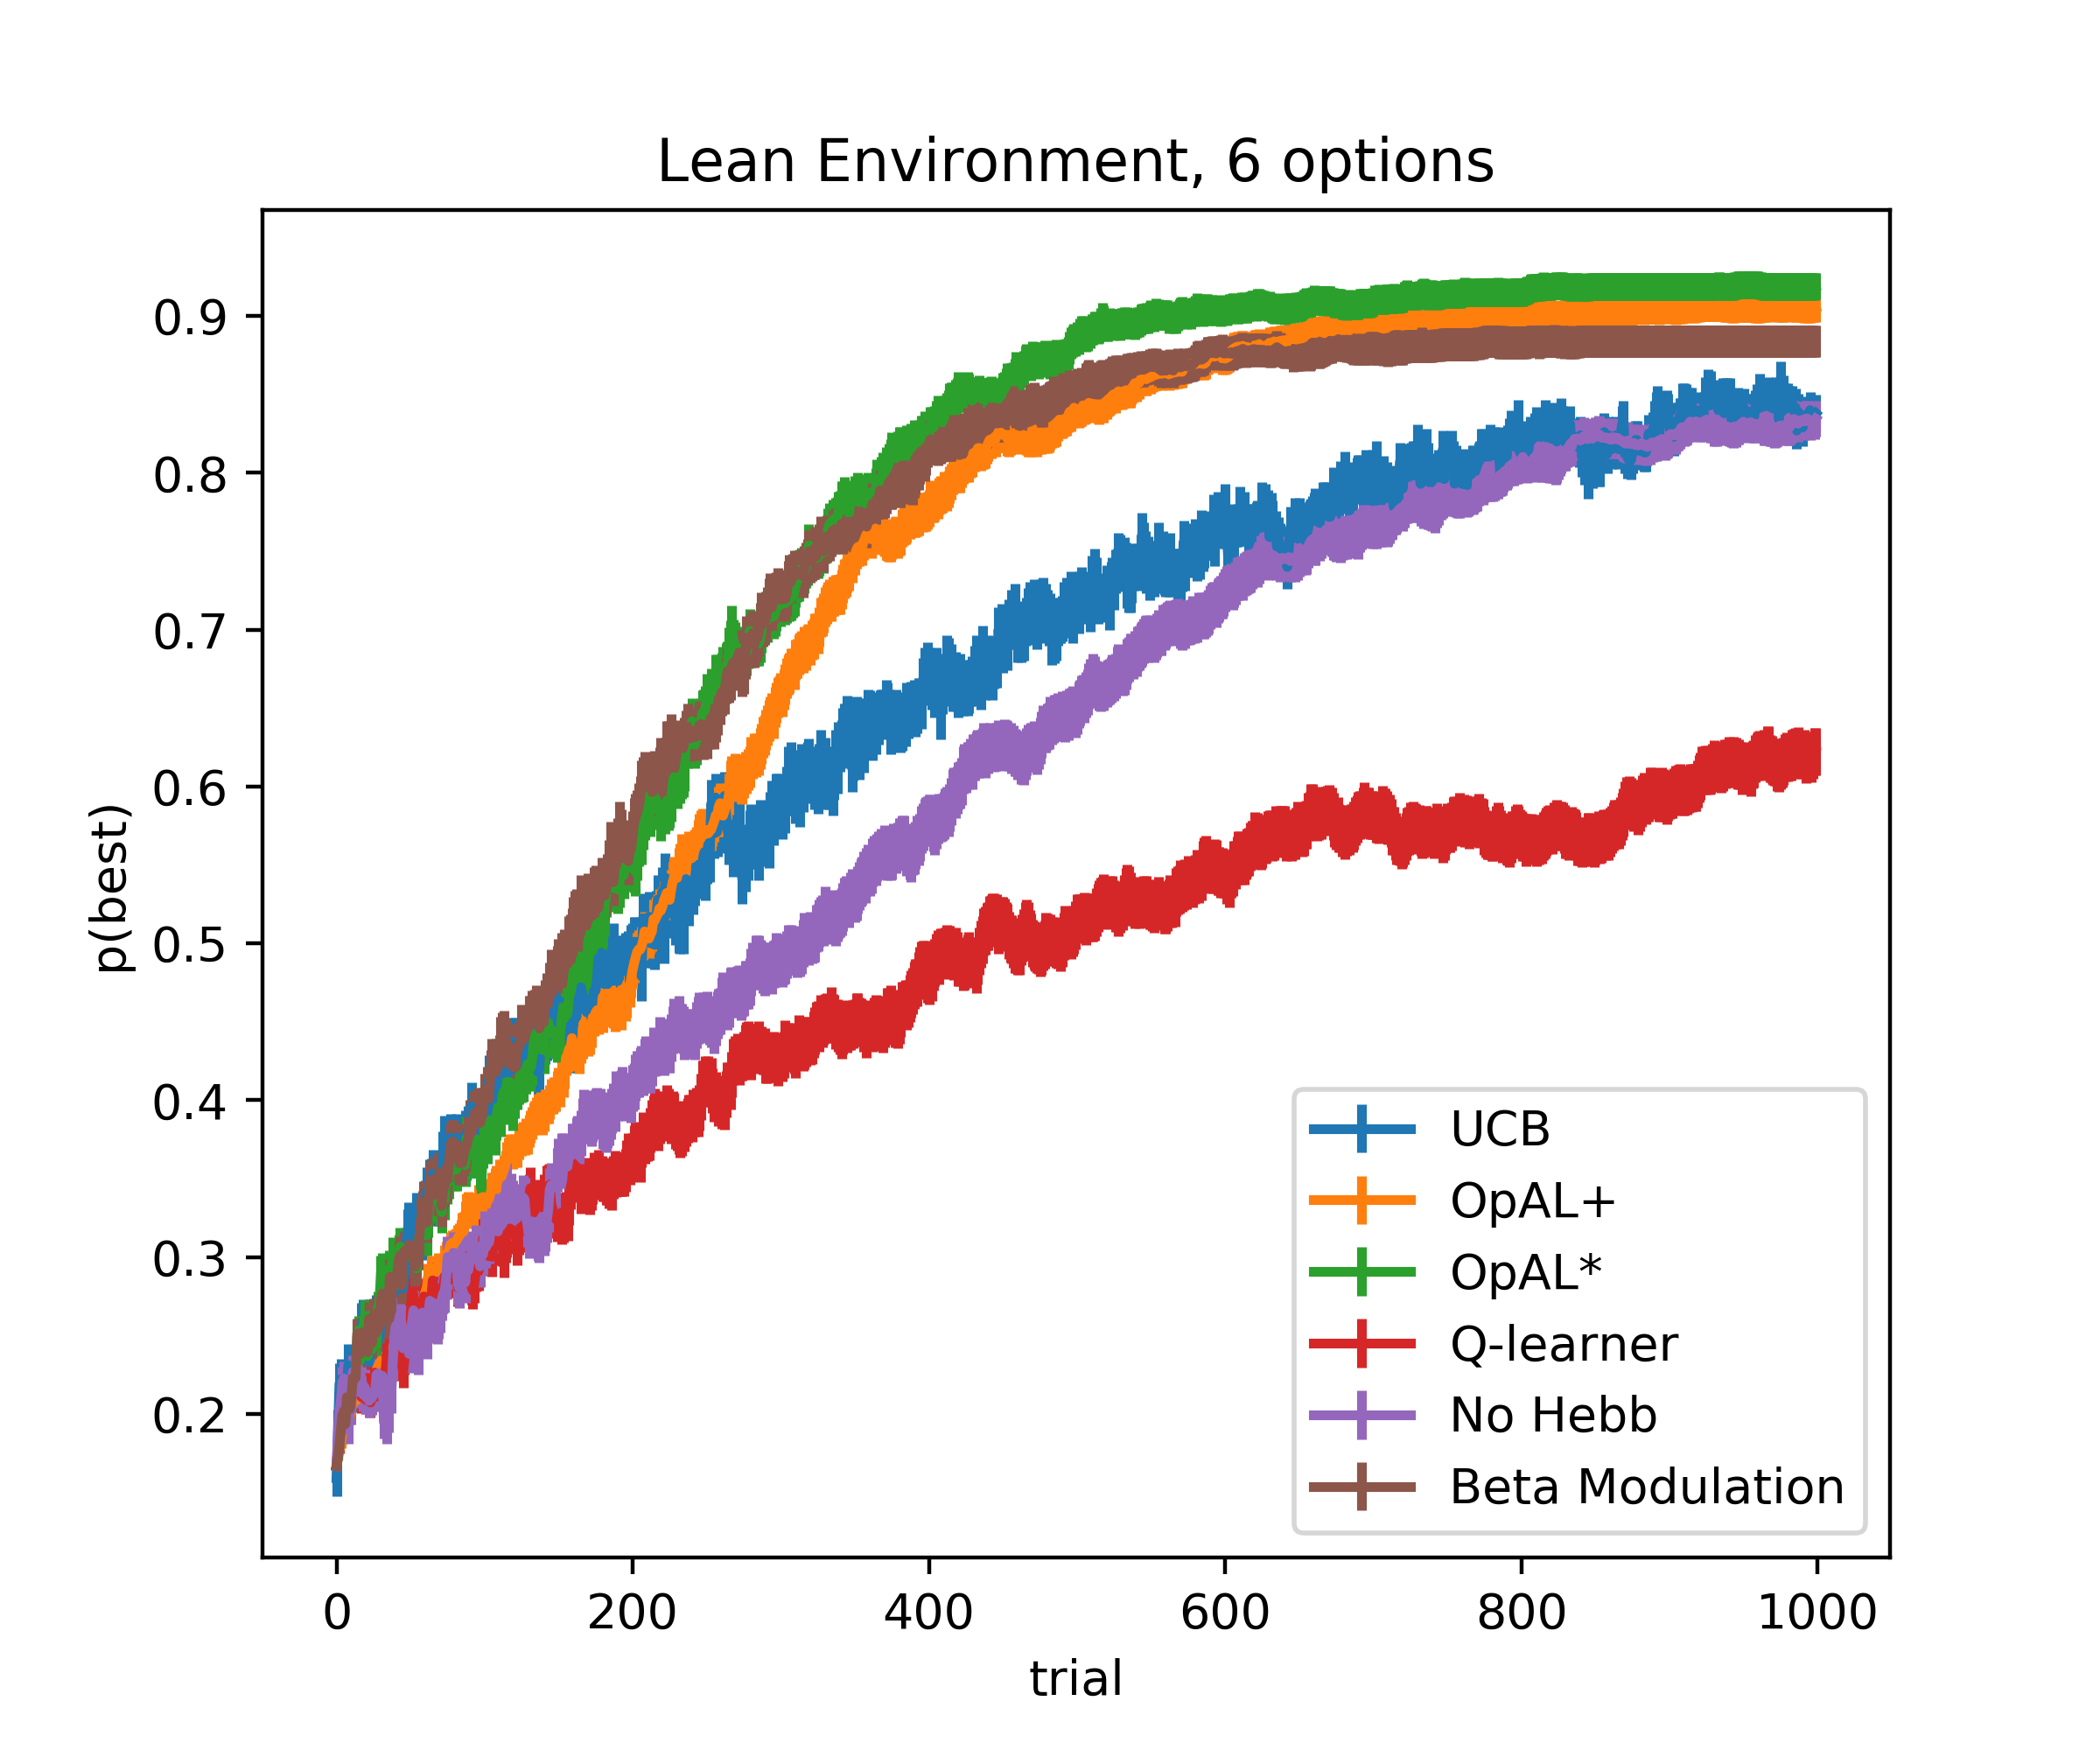 Lean Environment, 6 options
p(best)
0.9
0.8
0.7
0.6
0.5
0.4
0.3
0.2
0 200 400 600 800 1000
trial
UCB
OpAL+
OpAL*
Q-learner
No Hebb
Beta Modulation